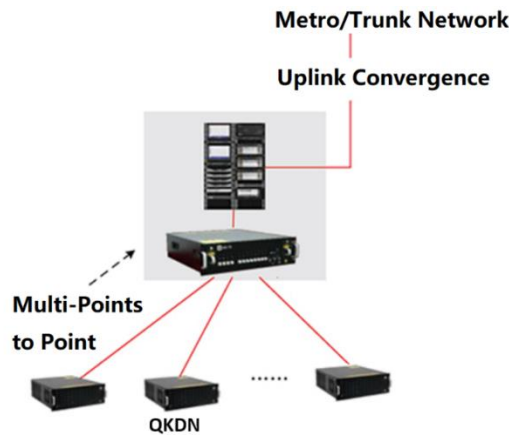 Metro/Trunk Network
Uplink Convergence
Multi-Points
to Point
......
QKDN